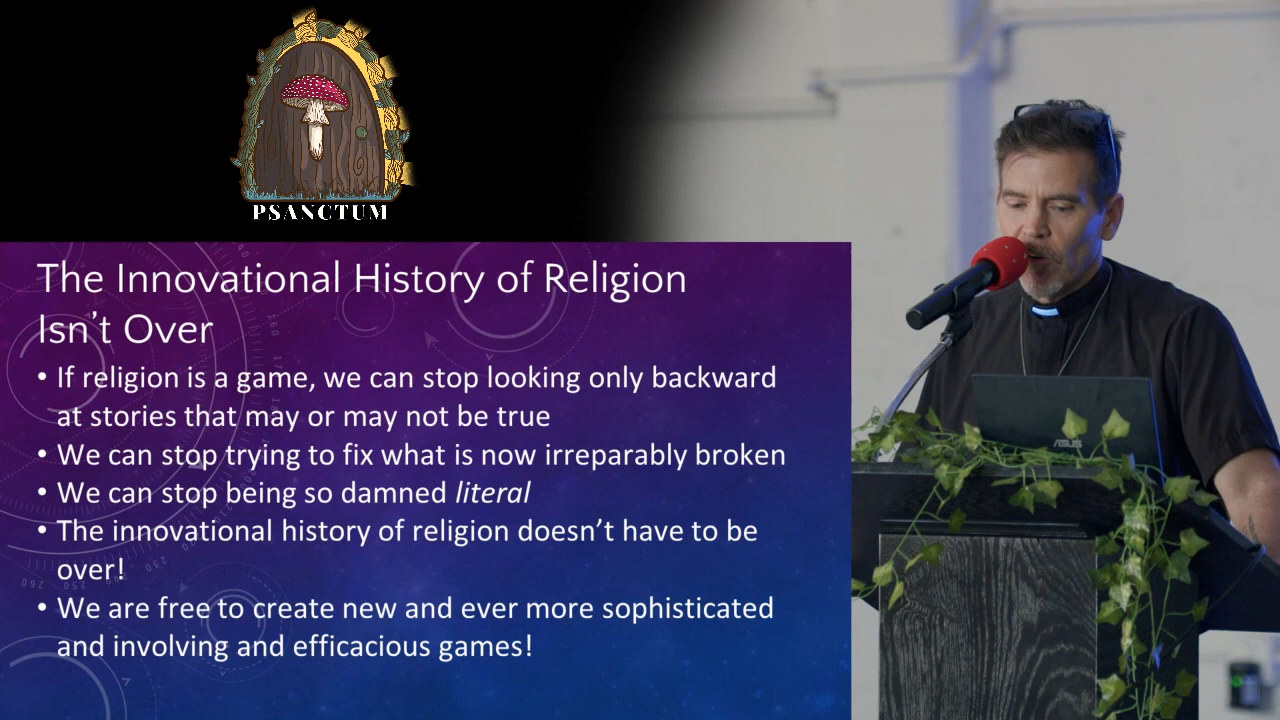 PSANCTUM
The Innovational History of Religion
Isn't Over
• If religion is a game, we can stop looking only backward
at stories that may or may not be true
• We can stop trying to fix what is now irreparably broken
• We can stop being so damned literal
• The innovational history of religion doesn't have to be
over!
• We are free to create new and ever more sophisticated
and involving and efficacious games!
ASUS
260
250
230